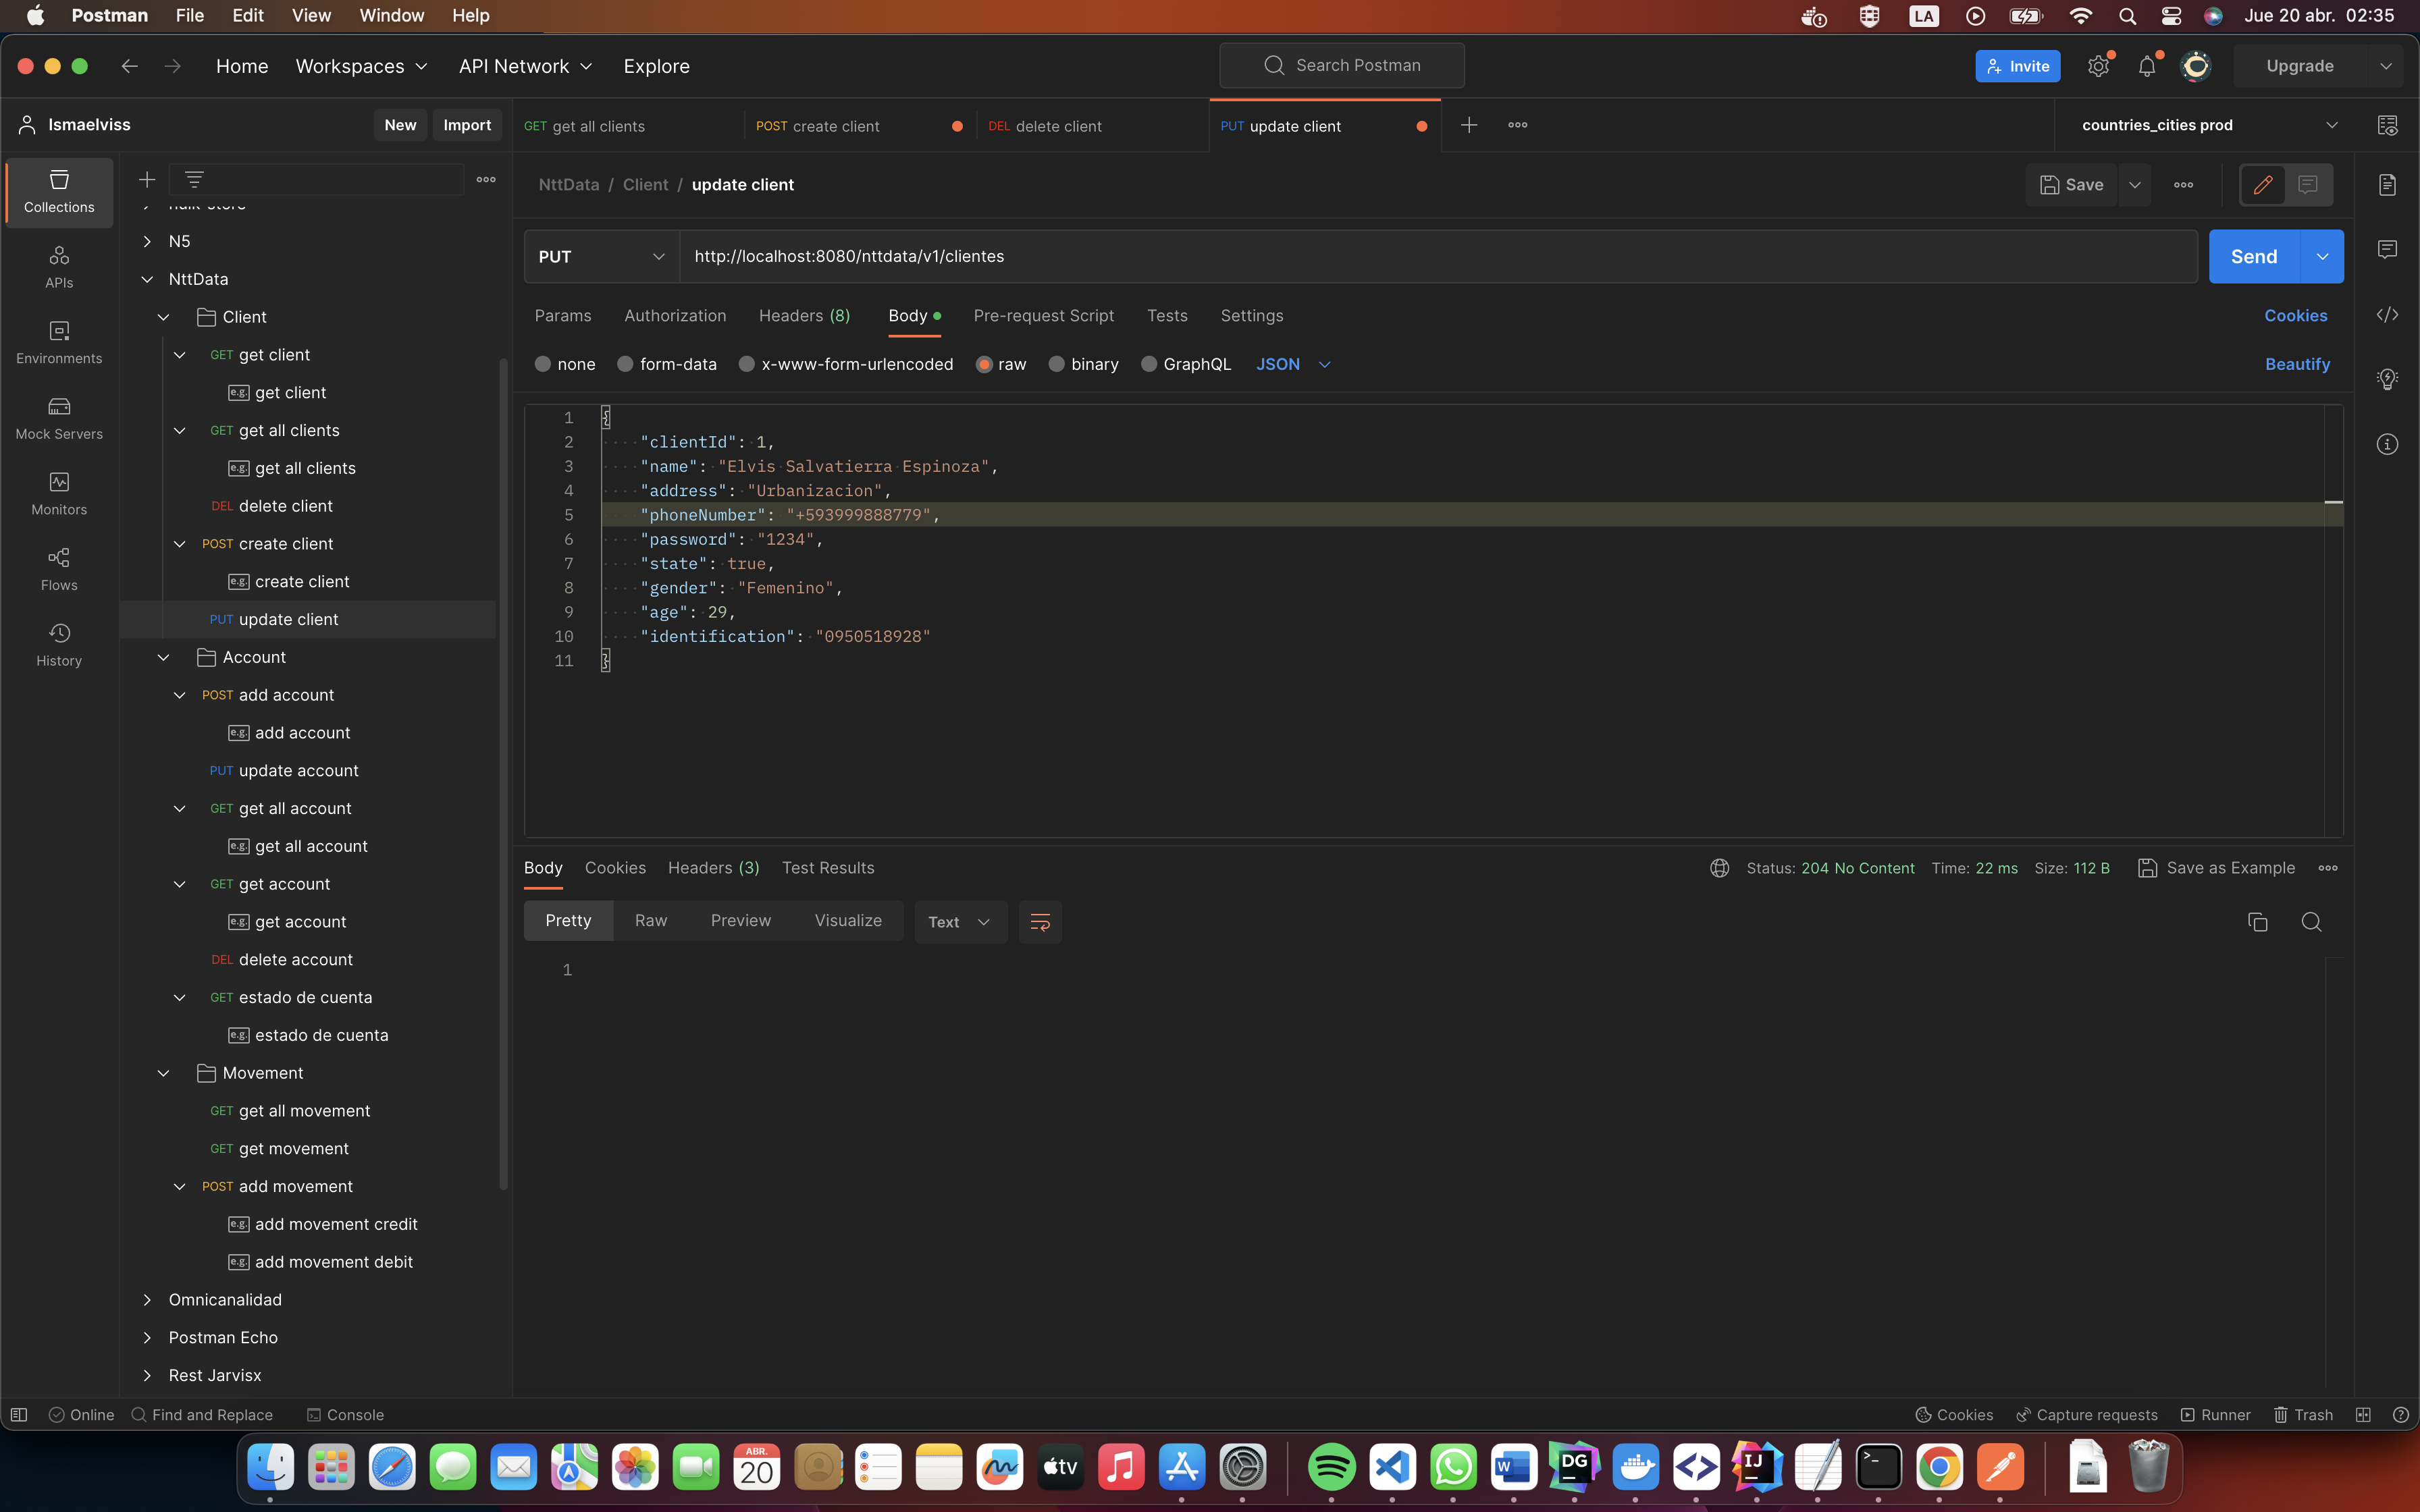 Postman File Edit View Window Help LA Jue 20 abr. 02:35
Home Workspaces API Network Explore Search Postman Invite Upgrade
Ismaelviss New Import GET get all clients POST create client DEL delete client PUT update client countries_cities prod
NttData / Client / update client Save
PUT http://localhost:8080/nttdata/v1/clientes Send
Params Authorization Headers (8) Body Pre-request Script Tests Settings Cookies
none form-data x-www-form-urlencoded raw binary GraphQL JSON Beautify
1 {
2 "clientId": 1,
3 "name": "Elvis Salvatierra Espinoza",
4 "address": "Urbanizacion",
5 "phoneNumber": "+593999888779",
6 "password": "1234",
7 "state": true,
8 "gender": "Femenino",
9 "age": 29,
10 "identification": "0950518928"
11 }
Body Cookies Headers (3) Test Results Status: 204 No Content Time: 22 ms Size: 112 B Save as Example
Pretty Raw Preview Visualize Text
1
Collections
APIs
Environments
Mock Servers
Monitors
Flows
History
N5
NttData
Client
GET get client
e.g. get client
GET get all clients
e.g. get all clients
DEL delete client
POST create client
e.g. create client
PUT update client
Account
POST add account
e.g. add account
PUT update account
GET get all account
e.g. get all account
GET get account
e.g. get account
DEL delete account
GET estado de cuenta
e.g. estado de cuenta
Movement
GET get all movement
GET get movement
POST add movement
e.g. add movement credit
e.g. add movement debit
Omnicanalidad
Postman Echo
Rest Jarvisx
Online Find and Replace Console Cookies Capture requests Runner Trash
ABR.
20
tv
W
DG
IJ